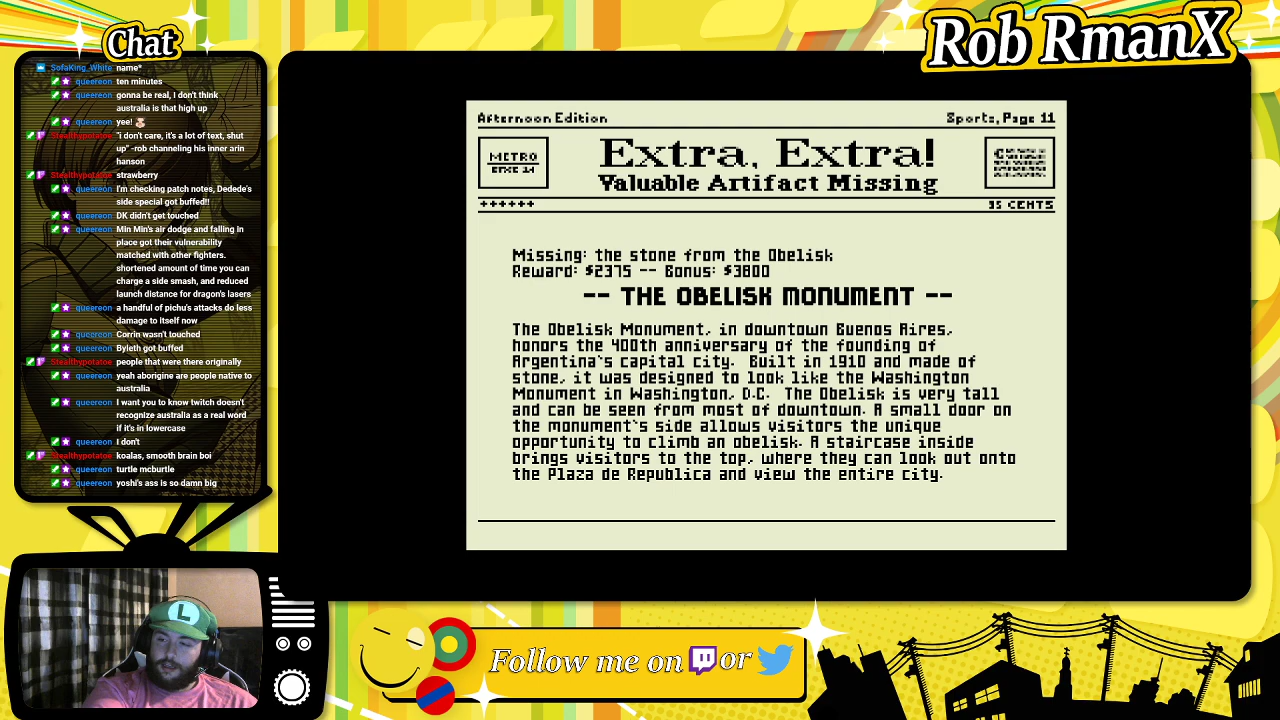 Chat
Rob RmanX
SofaKing_White name*
queereon ten minutes
queereon gonna be real, I don't think
australia is that high up
queereon yee!
Stealthypotatoe "I don't care, it's a lot of text, shut
up" -rob channeling his inner arin
hanson
Stealthypotatoe strawberry
queereon I'm checking patch notes, Dedede's
side special got buffed!!
queereon DK didn't get touched
queereon Min Min's air dodge and falling in
place got their vulnerability
matched with other fighters.
shortened amount of time you can
charge a side smash, and reduced
launch distance for dragon's lasers
queereon a handful of pichu's attacks do less
damage to itself now
queereon Corrin wasn't touched
queereon Byleth got buffed
Stealthypotatoe people that were there originally
queereon yeah aborigine are people native to
australia
queereon I want you to know twitch doesn't
recognize australia as a real word
if it's in lowercase
queereon I don't
Stealthypotatoe koalas, smooth brain boi
queereon turtle mcburtle
queereon yoshi's ass is so damn big
Afternoon Edition
Sports, Page 11
METRO
Extra, Extra!
Valuable Artifact Missing
++++++
35 CENTS
Missing: the stone from the Obelisk
Reward: $2375 -- Bonus: $3800
-- THE OBELISK MONUMENT --
The Obelisk Monument, in downtown Buenos Aires,
honors the 400th anniversary of the founding of
Argentina's capital city. Built in 1910 and made of
stone, it was designed to look like the Washington
Monument in Washington, D.C. The Obelisk is very tall
and can be seen from most of downtown. A small door on
the monument's side allows visitors the unique
opportunity to climb an obelisk. A staircase inside
brings visitors to the top, where they can look out onto
the Plaza de Republica and view the entire city.
L
Follow me on or